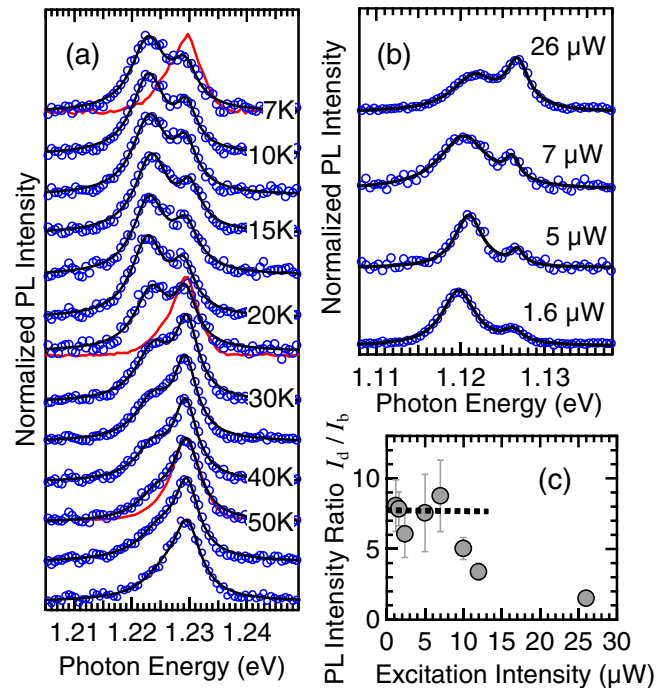 (a)
Normalized PL Intensity
7K
10K
15K
20K
30K
40K
50K
1.21 1.22 1.23 1.24
Photon Energy (eV)
(b)
Normalized PL Intensity
26 µW
7 µW
5 µW
1.6 µW
1.11 1.12 1.13
Photon Energy (eV)
(c)
PL Intensity Ratio I_d / I_b
10
5
0
0 5 10 15 20 25 30
Excitation Intensity (µW)